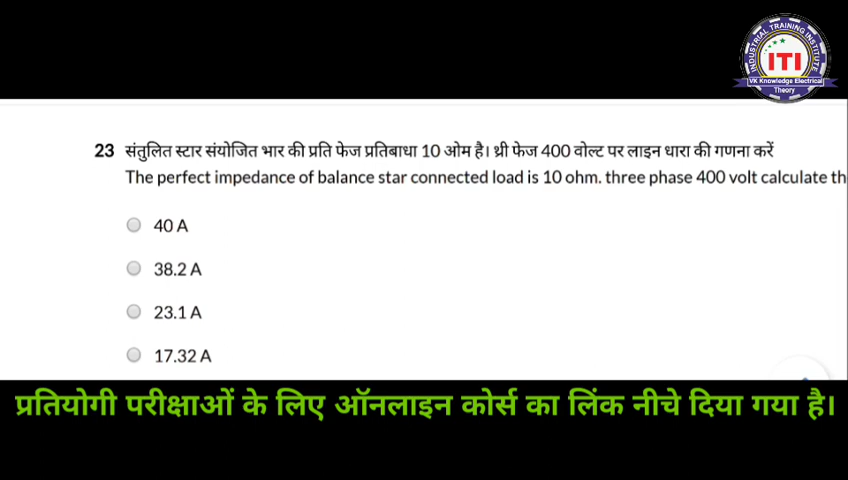 INDUSTRIAL TRAINING INSTITUTE
ITI
VK Knowledge Electrical
Theory
23 संतुलित स्टार संयोजित भार की प्रति फेज प्रतिबाधा 10 ओम है। थ्री फेज 400 वोल्ट पर लाइन धारा की गणना करें
The perfect impedance of balance star connected load is 10 ohm. three phase 400 volt calculate th
40 A
38.2 A
23.1 A
17.32 A
प्रतियोगी परीक्षाओं के लिए ऑनलाइन कोर्स का लिंक नीचे दिया गया है।